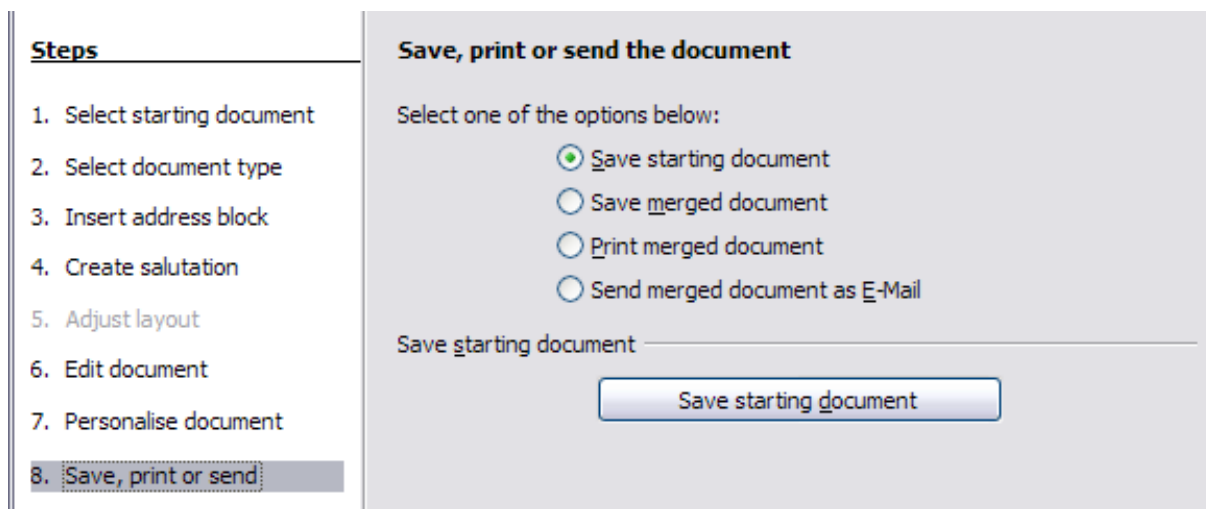 Steps
1. Select starting document
2. Select document type
3. Insert address block
4. Create salutation
5. Adjust layout
6. Edit document
7. Personalise document
8. Save, print or send
Save, print or send the document
Select one of the options below:
Save starting document
Save merged document
Print merged document
Send merged document as E-Mail
Save starting document
Save starting document